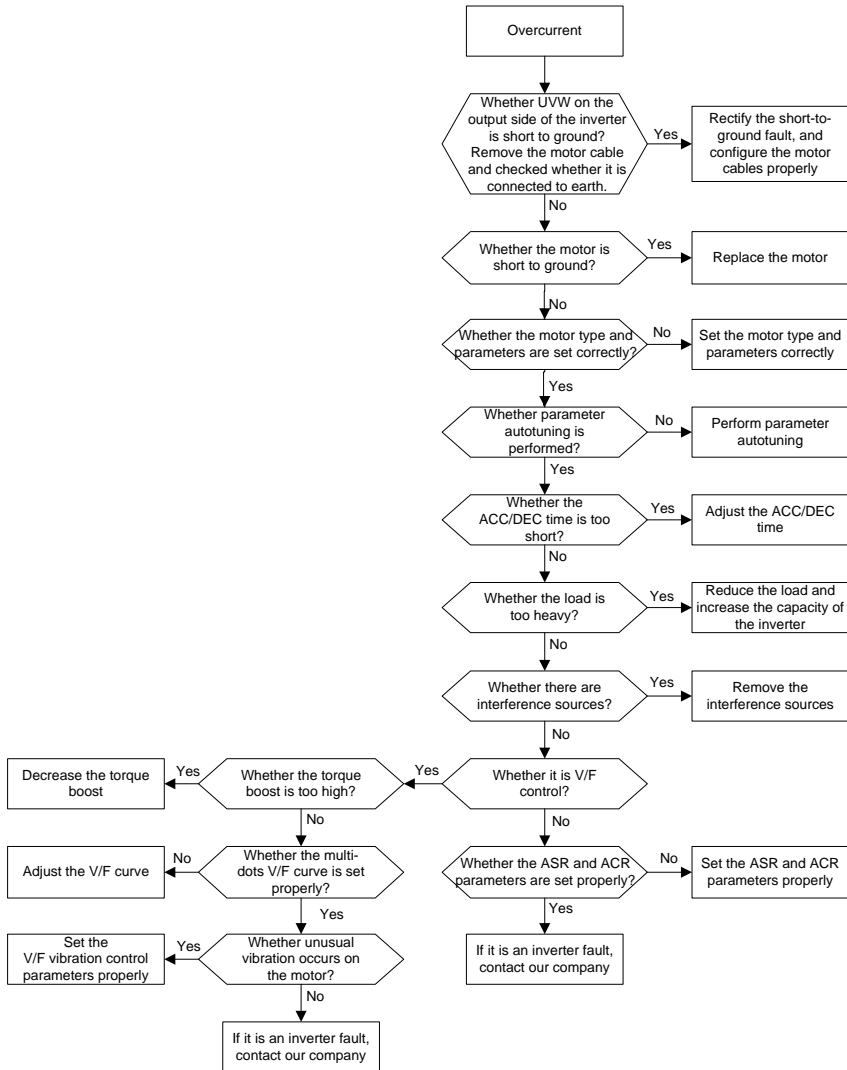 Overcurrent
Whether UVW on the
output side of the inverter
is short to ground?
Remove the motor cable
and checked whether it is
connected to earth.
Yes
Rectify the short-to-
ground fault, and
configure the motor
cables properly
No
Whether the motor is
short to ground?
Yes
Replace the motor
No
Whether the motor type and
parameters are set correctly?
No
Set the motor type and
parameters correctly
Yes
Whether parameter
autotuning is
performed?
No
Perform parameter
autotuning
Yes
Whether the
ACC/DEC time is too
short?
Yes
Adjust the ACC/DEC
time
No
Whether the load is
too heavy?
Yes
Reduce the load and
increase the capacity of
the inverter
No
Whether there are
interference sources?
Yes
Remove the
interference sources
No
Whether it is V/F
control?
Yes
Whether the torque
boost is too high?
Yes
Decrease the torque
boost
No
Whether the multi-
dots V/F curve is set
properly?
No
Adjust the V/F curve
Yes
Whether unusual
vibration occurs on
the motor?
Yes
Set the
V/F vibration control
parameters properly
No
If it is an inverter fault,
contact our company
No
Whether the ASR and ACR
parameters are set properly?
No
Set the ASR and ACR
parameters properly
Yes
If it is an inverter fault,
contact our company